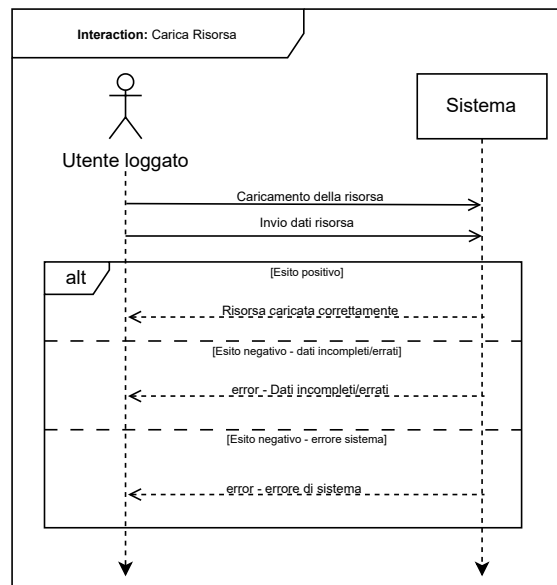 Interaction: Carica Risorsa
Utente loggato
Sistema
Caricamento della risorsa
Invio dati risorsa
alt
[Esito positivo]
Risorsa caricata correttamente
[Esito negativo - dati incompleti/errati]
error - Dati incompleti/errati
[Esito negativo - errore sistema]
error - errore di sistema